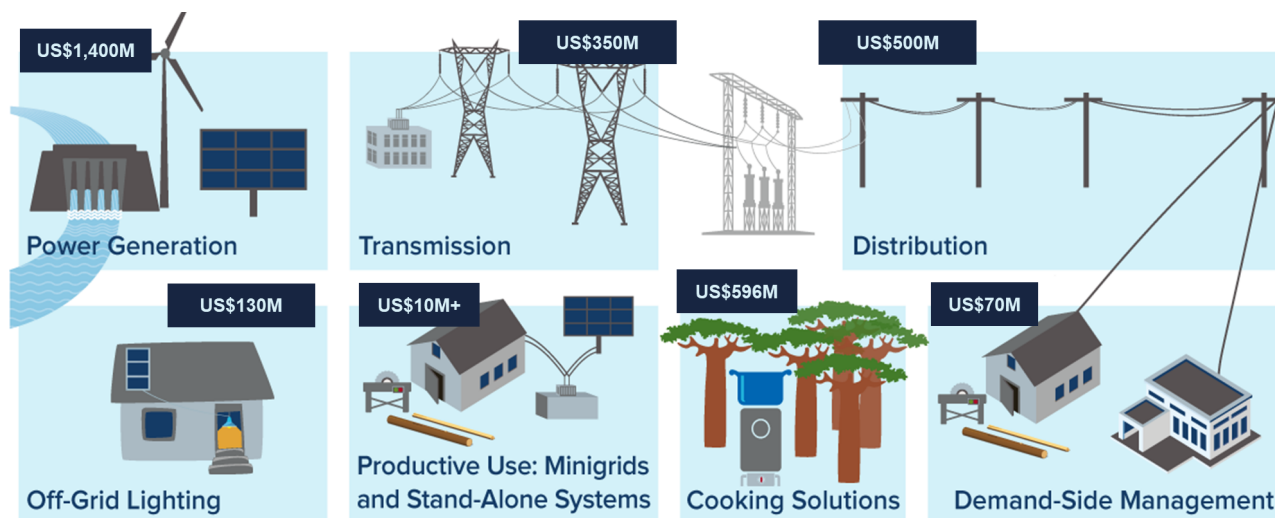 US$1,400M
US$350M
US$500M
Power Generation
Transmission
Distribution
US$130M
US$10M+
US$596M
US$70M
Off-Grid Lighting
Productive Use: Minigrids
and Stand-Alone Systems
Cooking Solutions
Demand-Side Management